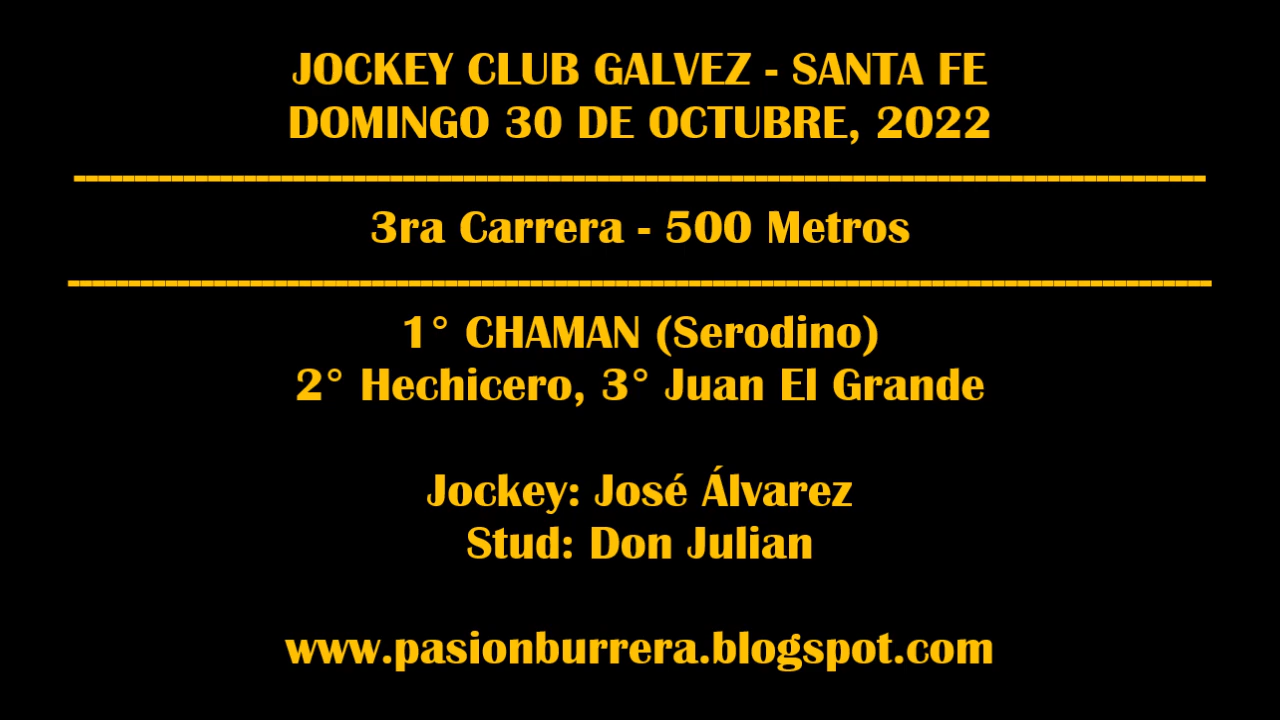 JOCKEY CLUB GALVEZ - SANTA FE
DOMINGO 30 DE OCTUBRE, 2022
3ra Carrera - 500 Metros
1° CHAMAN (Serodino)
2° Hechicero, 3° Juan El Grande
Jockey: José Álvarez
Stud: Don Julian
www.pasionburrera.blogspot.com